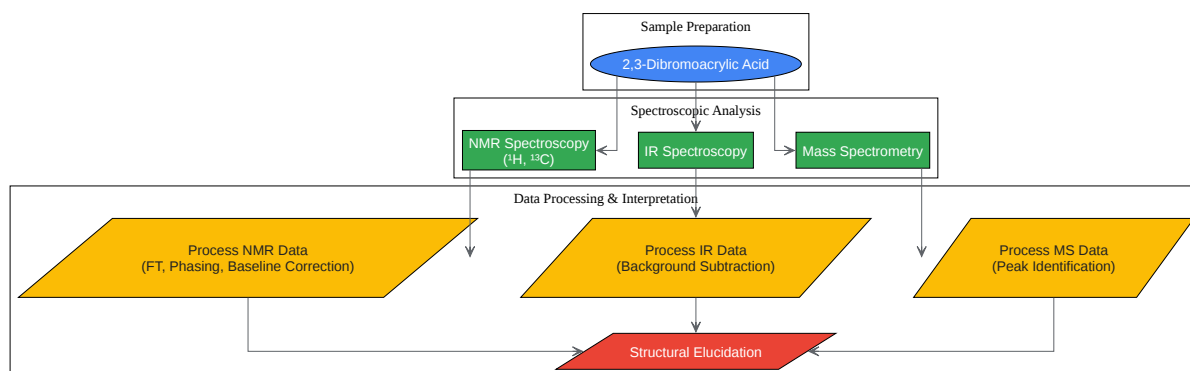 Sample Preparation
2,3-Dibromoacrylic Acid
Spectroscopic Analysis
NMR Spectroscopy
(¹H, ¹³C)
IR Spectroscopy
Mass Spectrometry
Data Processing & Interpretation
Process NMR Data
(FT, Phasing, Baseline Correction)
Process IR Data
(Background Subtraction)
Process MS Data
(Peak Identification)
Structural Elucidation